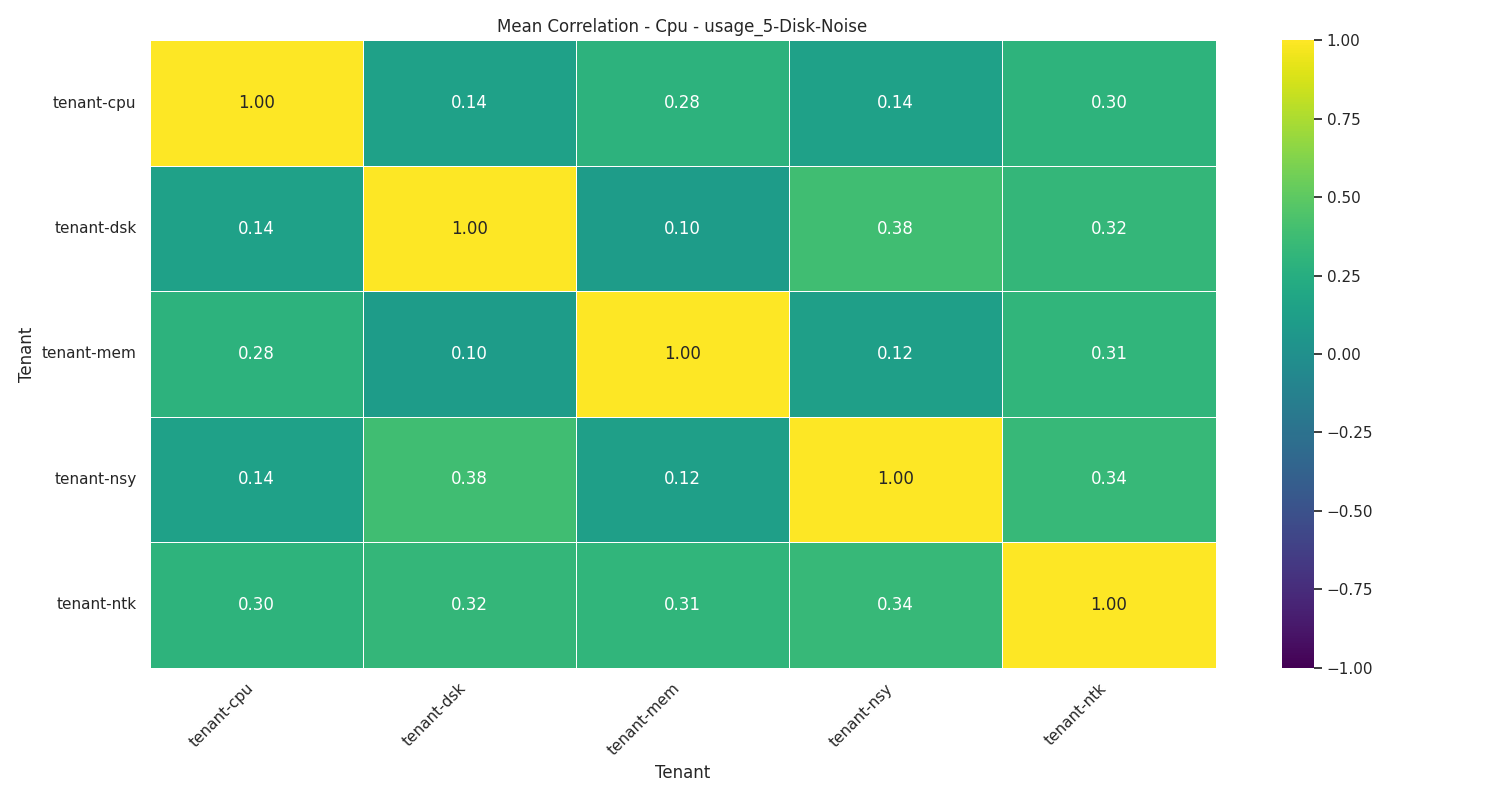 Mean Correlation - Cpu - usage_5-Disk-Noise
tenant-cpu 1.00 0.14 0.28 0.14 0.30
tenant-dsk 0.14 1.00 0.10 0.38 0.32
tenant-mem 0.28 0.10 1.00 0.12 0.31
tenant-nsy 0.14 0.38 0.12 1.00 0.34
tenant-ntk 0.30 0.32 0.31 0.34 1.00
Tenant
tenant-cpu tenant-dsk tenant-mem tenant-nsy tenant-ntk
Tenant
1.00
0.75
0.50
0.25
0.00
−0.25
−0.50
−0.75
−1.00